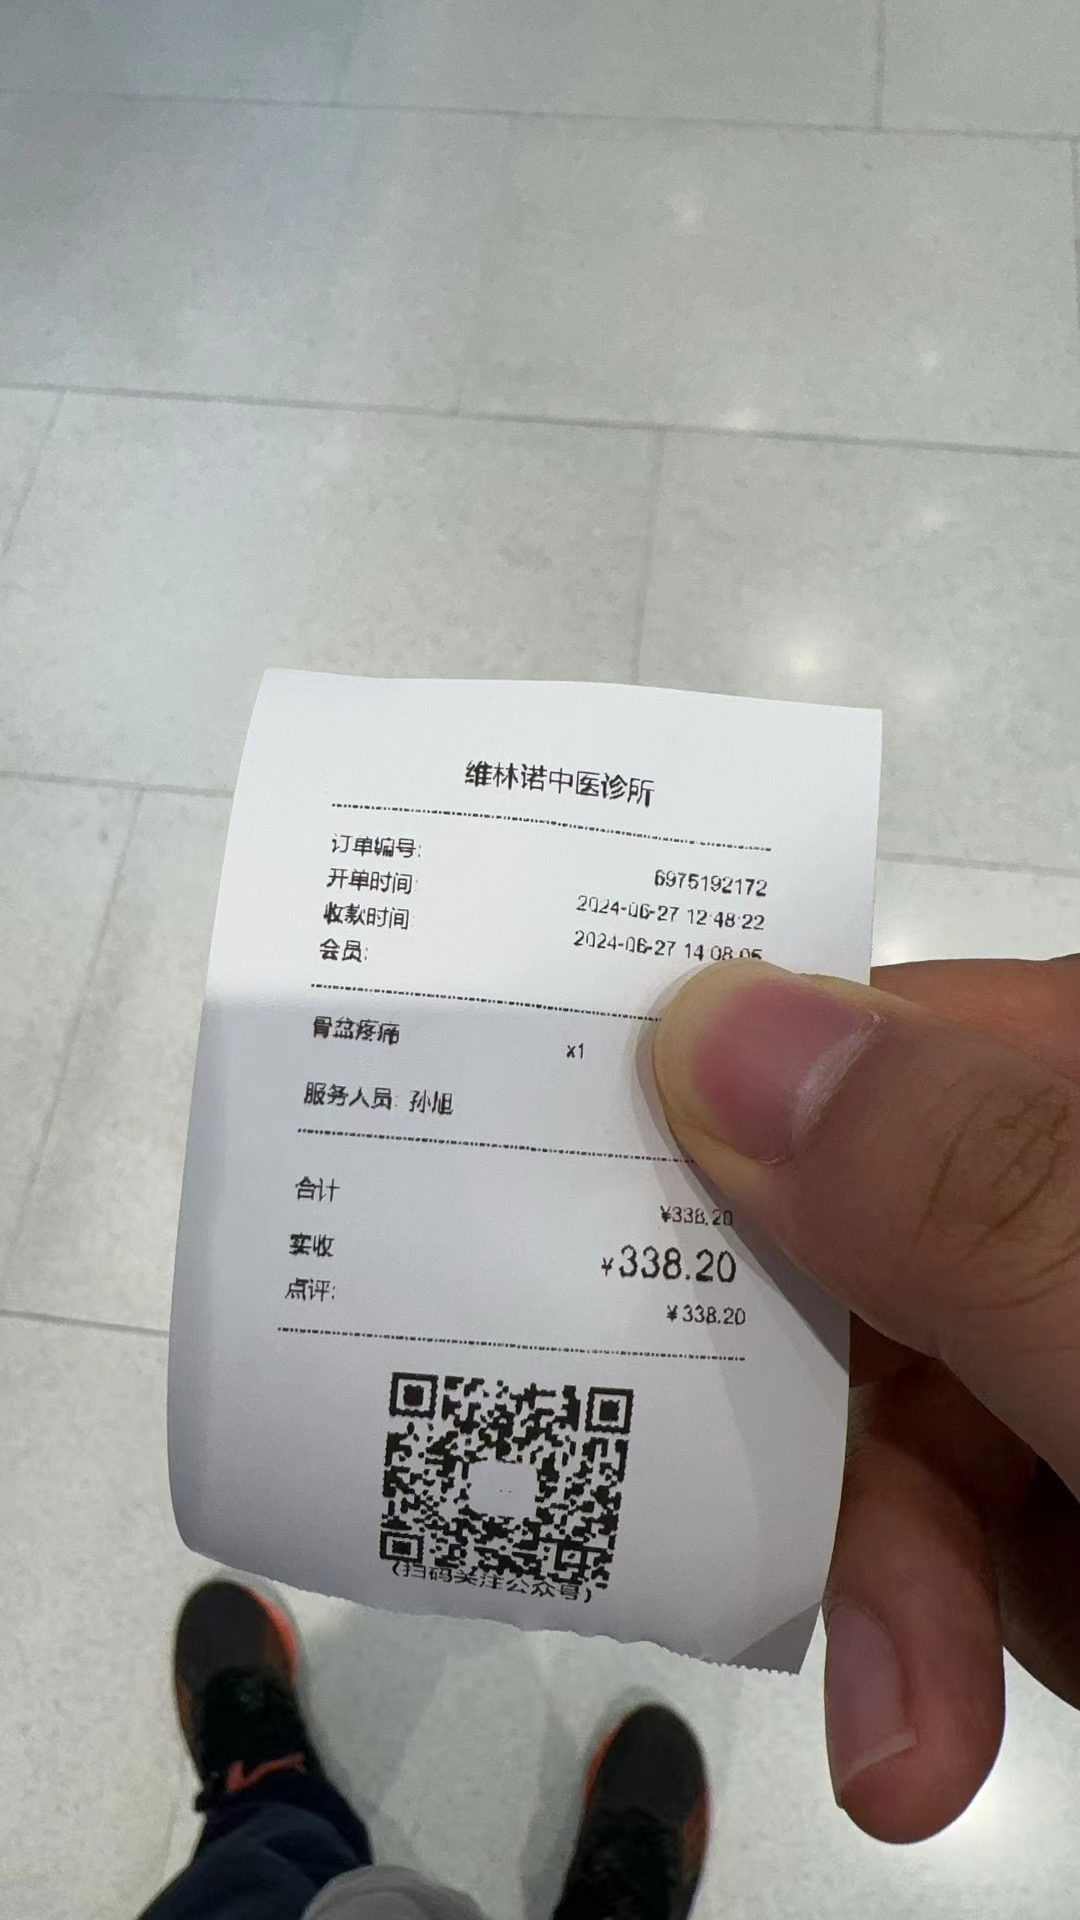 维林诺中医诊所
订单编号:
6975192172
开单时间:
2024-06-27 12:48:22
收款时间:
2024-06-27 14:08:05
会员:
骨盆疼痛 x1
服务人员: 孙旭
合计 ¥338.20
实收 ¥338.20
点评: ¥338.20
(扫码关注公众号)